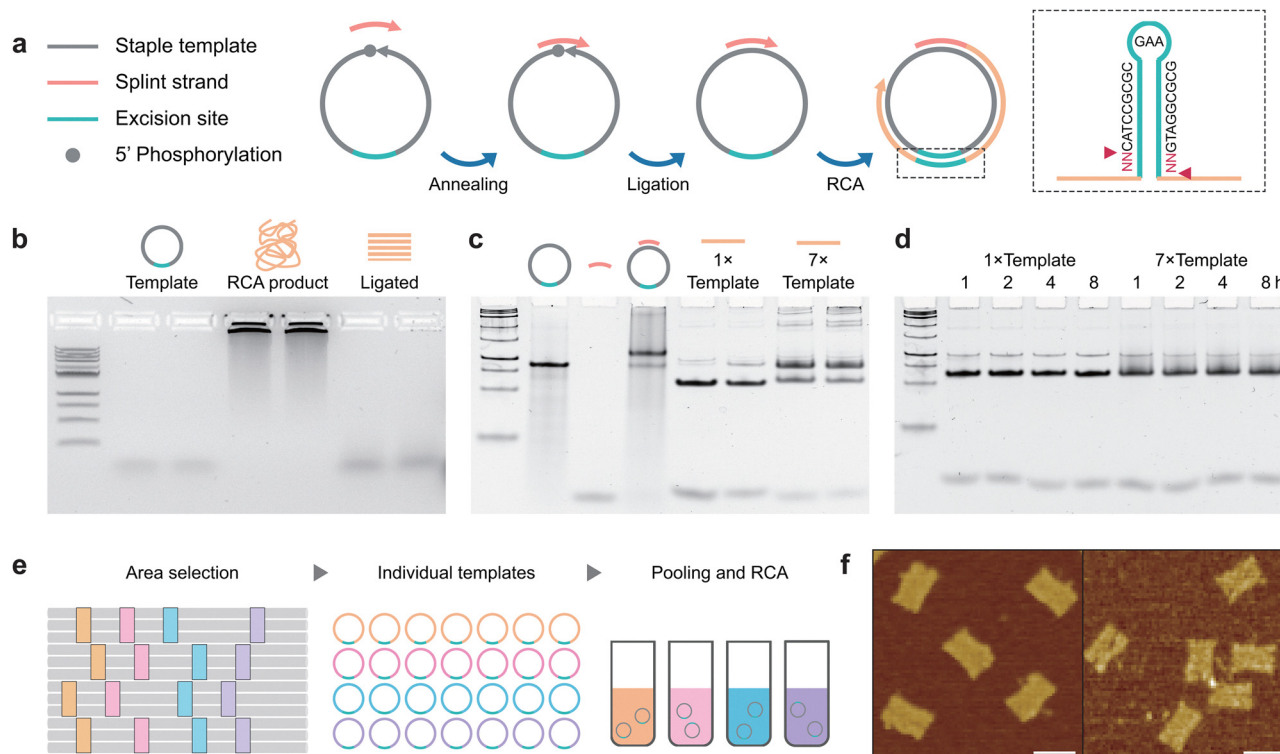 a
Staple template
Splint strand
Excision site
5' Phosphorylation
Annealing
Ligation
RCA
GAA
NNCATCCGCGC
NNGTAGGCGCG
b
Template
RCA product
Ligated
c
1×
Template
7×
Template
d
1×Template
7×Template
1 2 4 8 1 2 4 8 h
e
Area selection
Individual templates
Pooling and RCA
f